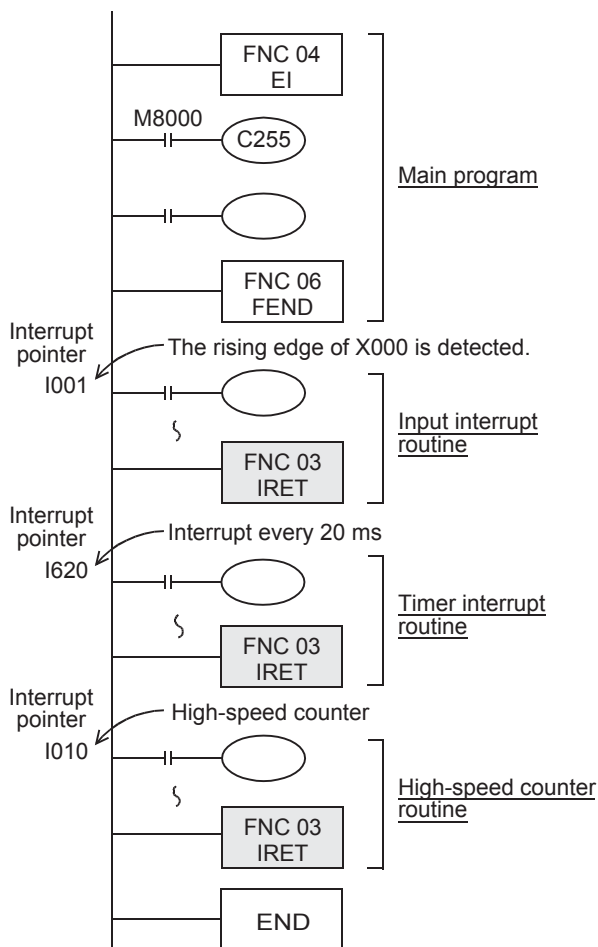 FNC 04
EI
M8000
C255
Main program
FNC 06
FEND
Interrupt
pointer
I001
The rising edge of X000 is detected.
Input interrupt
routine
FNC 03
IRET
Interrupt
pointer
I620
Interrupt every 20 ms
Timer interrupt
routine
FNC 03
IRET
Interrupt
pointer
I010
High-speed counter
High-speed counter
routine
FNC 03
IRET
END